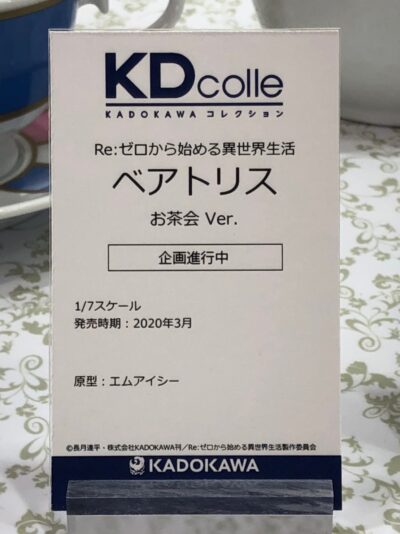 KDcolle
KADOKAWA コレクション
Re:ゼロから始める異世界生活
ベアトリス
お茶会 Ver.
企画進行中
1/7スケール
発売時期：2020年3月
原型：エムアイシー
©長月達平・株式会社KADOKAWA刊／Re:ゼロから始める異世界生活製作委員会
KADOKAWA